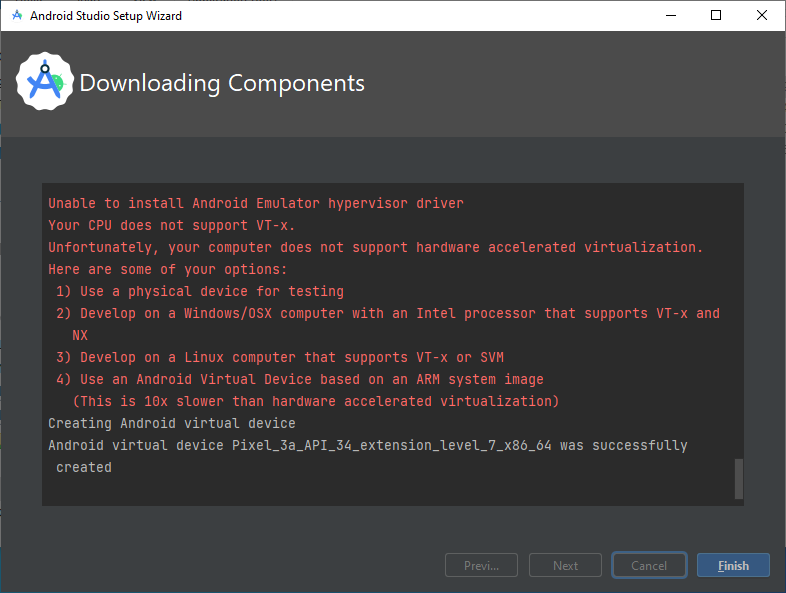 Android Studio Setup Wizard
Downloading Components
Unable to install Android Emulator hypervisor driver
Your CPU does not support VT-x.
Unfortunately, your computer does not support hardware accelerated virtualization.
Here are some of your options:
1) Use a physical device for testing
2) Develop on a Windows/OSX computer with an Intel processor that supports VT-x and
NX
3) Develop on a Linux computer that supports VT-x or SVM
4) Use an Android Virtual Device based on an ARM system image
(This is 10x slower than hardware accelerated virtualization)
Creating Android virtual device
Android virtual device Pixel_3a_API_34_extension_level_7_x86_64 was successfully
created
Previ... Next Cancel Finish